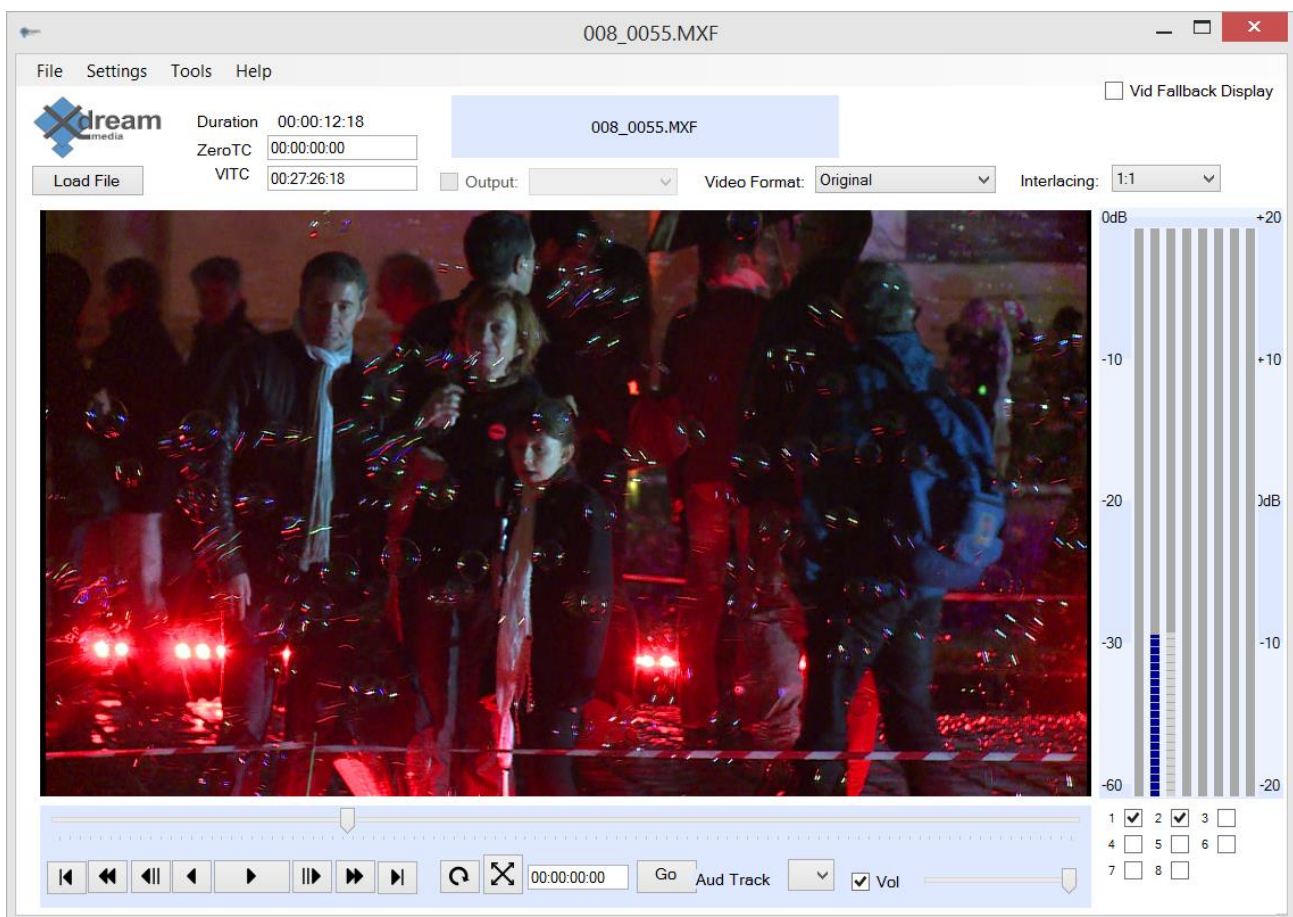 008_0055.MXF
File Settings Tools Help
Vid Fallback Display
Xdream
media
Duration 00:00:12:18
008_0055.MXF
ZeroTC 00:00:00:00
Load File VITC 00:27:26:18 Output: Video Format: Original Interlacing: 1:1
0dB +20
-10 +10
-20 0dB
-30 -10
-60 -20
1 2 3
4 5 6
7 8
00:00:00:00 Go Aud Track Vol